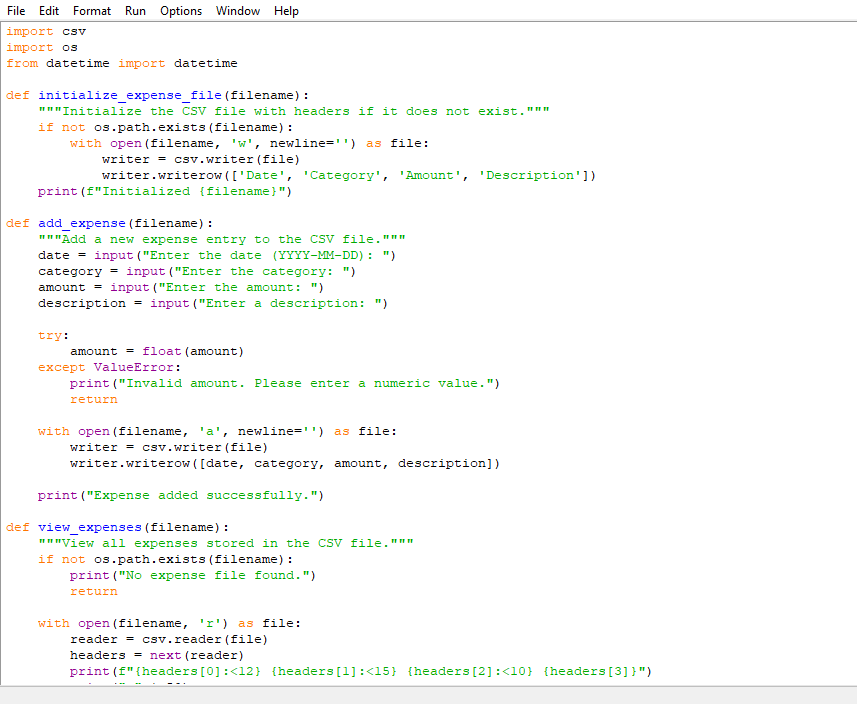 File Edit Format Run Options Window Help
import csv
import os
from datetime import datetime

def initialize_expense_file(filename):
    """Initialize the CSV file with headers if it does not exist."""
    if not os.path.exists(filename):
        with open(filename, 'w', newline='') as file:
            writer = csv.writer(file)
            writer.writerow(['Date', 'Category', 'Amount', 'Description'])
    print(f"Initialized {filename}")

def add_expense(filename):
    """Add a new expense entry to the CSV file."""
    date = input("Enter the date (YYYY-MM-DD): ")
    category = input("Enter the category: ")
    amount = input("Enter the amount: ")
    description = input("Enter a description: ")

    try:
        amount = float(amount)
    except ValueError:
        print("Invalid amount. Please enter a numeric value.")
        return

    with open(filename, 'a', newline='') as file:
        writer = csv.writer(file)
        writer.writerow([date, category, amount, description])

    print("Expense added successfully.")

def view_expenses(filename):
    """View all expenses stored in the CSV file."""
    if not os.path.exists(filename):
        print("No expense file found.")
        return

    with open(filename, 'r') as file:
        reader = csv.reader(file)
        headers = next(reader)
        print(f"{headers[0]:<12} {headers[1]:<15} {headers[2]:<10} {headers[3]}")